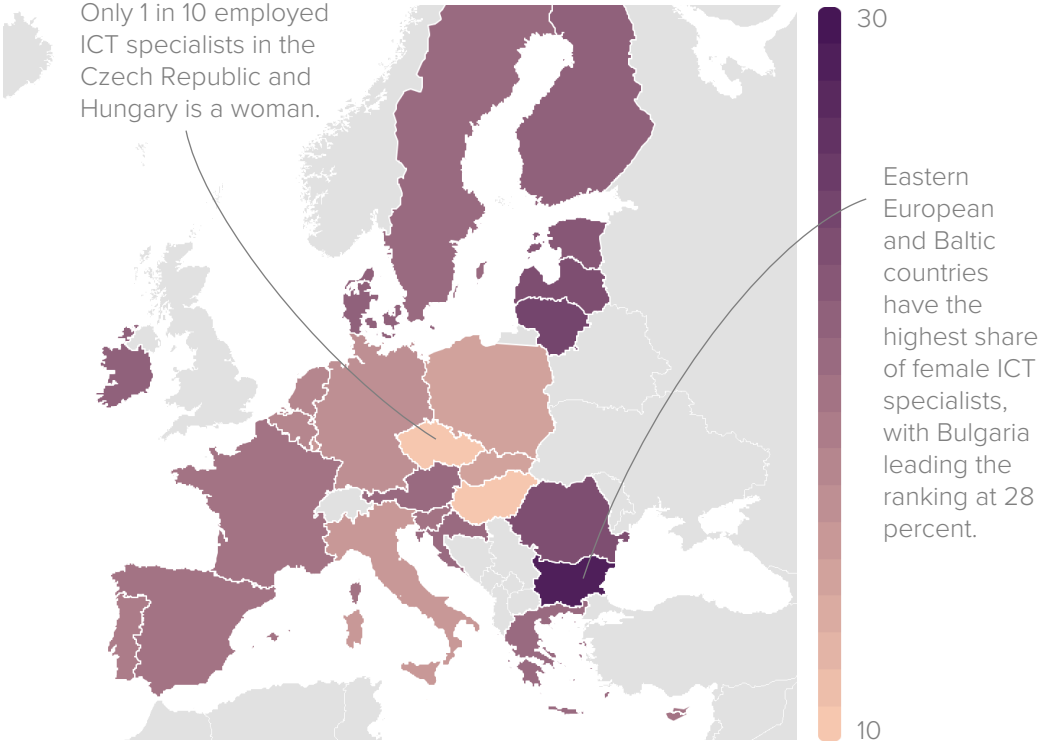 Only 1 in 10 employed
ICT specialists in the
Czech Republic and
Hungary is a woman.
30
Eastern
European
and Baltic
countries
have the
highest share
of female ICT
specialists,
with Bulgaria
leading the
ranking at 28
percent.
10